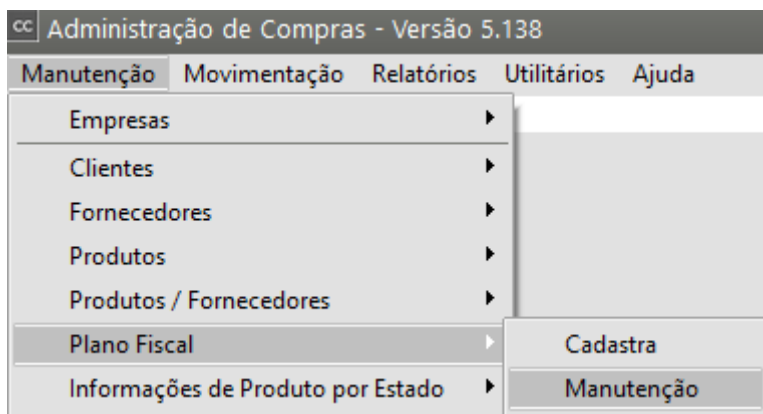 cc Administração de Compras - Versão 5.138
Manutenção Movimentação Relatórios Utilitários Ajuda
Empresas
Clientes
Fornecedores
Produtos
Produtos / Fornecedores
Plano Fiscal
Cadastra
Informações de Produto por Estado
Manutenção